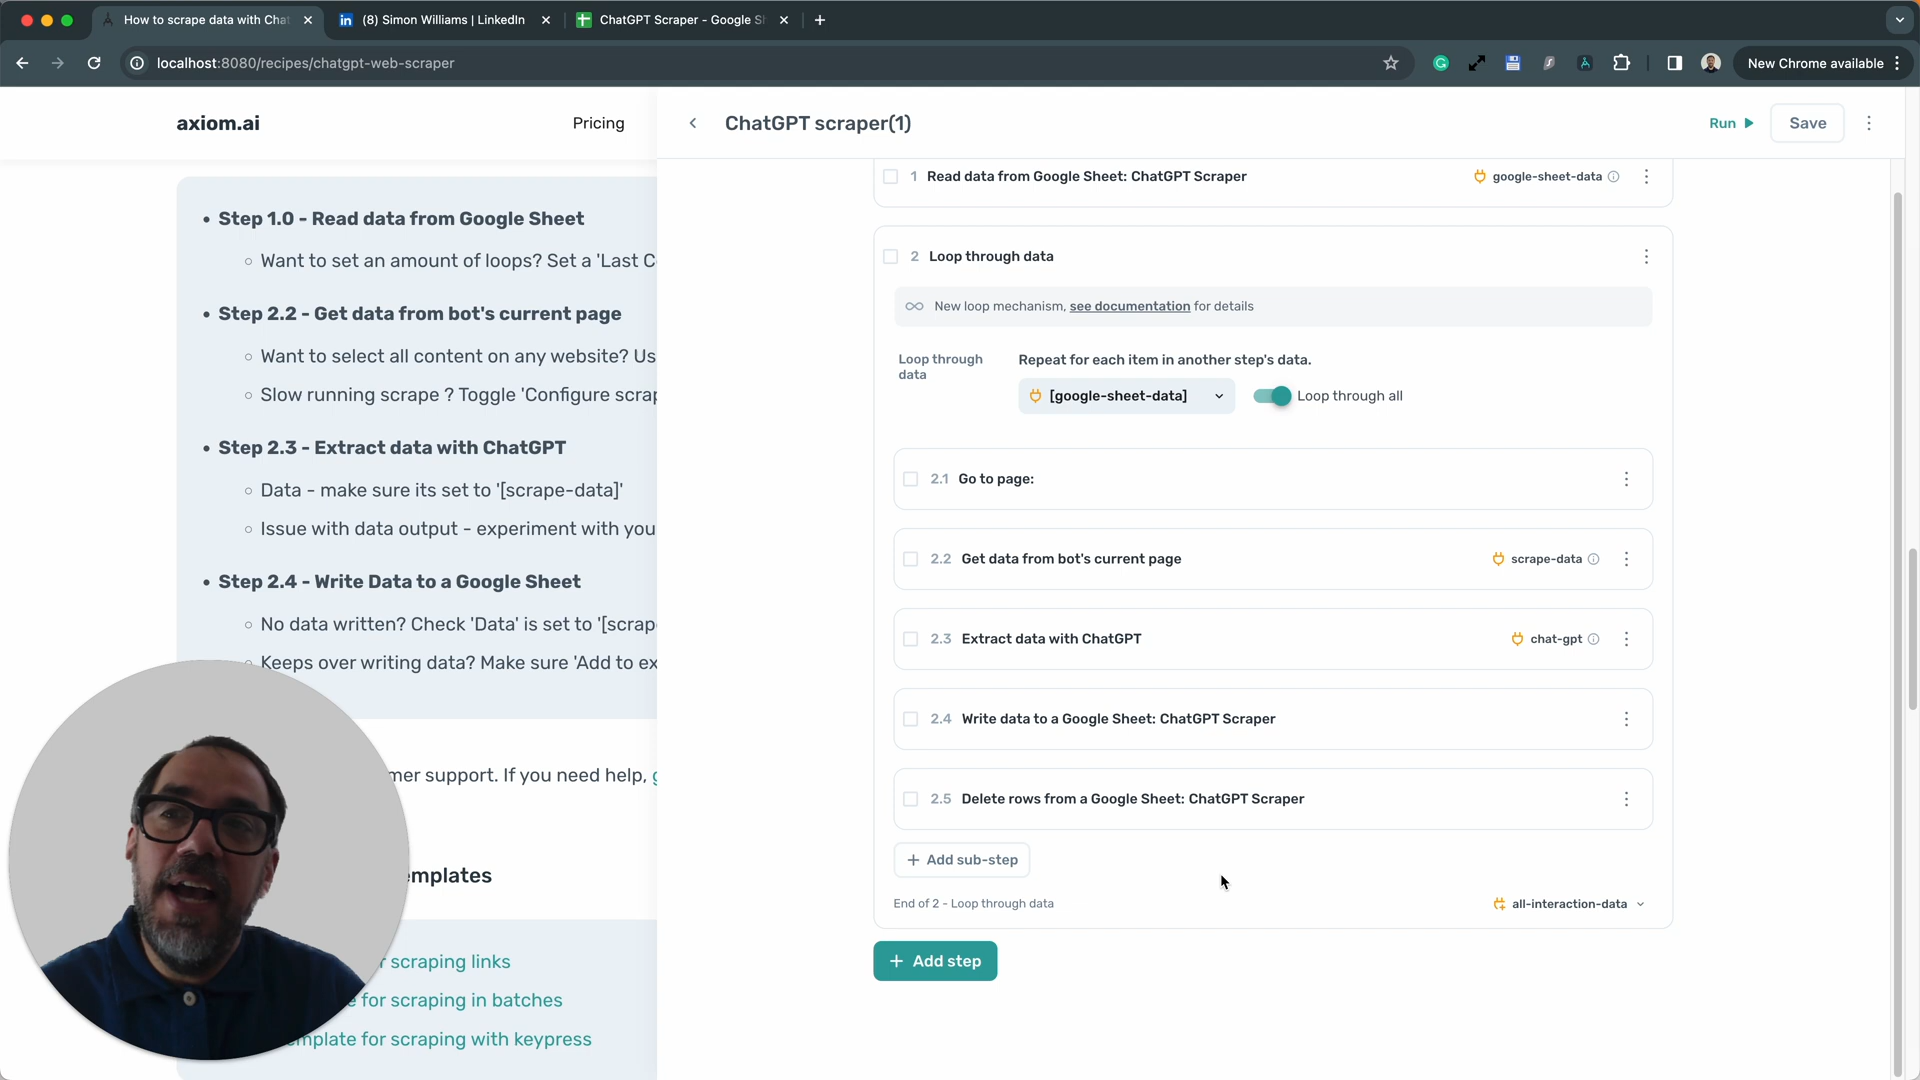 How to scrape data with Chat
(8) Simon Williams | LinkedIn
ChatGPT Scraper - Google Sh
localhost:8080/recipes/chatgpt-web-scraper
New Chrome available
axiom.ai
Pricing
Step 1.0 - Read data from Google Sheet
Want to set an amount of loops? Set a 'Last C
Step 2.2 - Get data from bot's current page
Want to select all content on any website? Us
Slow running scrape ? Toggle 'Configure scrap
Step 2.3 - Extract data with ChatGPT
Data - make sure its set to '[scrape-data]'
Issue with data output - experiment with you
Step 2.4 - Write Data to a Google Sheet
No data written? Check 'Data' is set to '[scrap
Keeps over writing data? Make sure 'Add to ex
mer support. If you need help, g
emplates
r scraping links
e for scraping in batches
emplate for scraping with keypress
ChatGPT scraper(1)
Run
Save
1 Read data from Google Sheet: ChatGPT Scraper
google-sheet-data
2 Loop through data
New loop mechanism, see documentation for details
Loop through
data
Repeat for each item in another step's data.
[google-sheet-data]
Loop through all
2.1 Go to page:
2.2 Get data from bot's current page
scrape-data
2.3 Extract data with ChatGPT
chat-gpt
2.4 Write data to a Google Sheet: ChatGPT Scraper
2.5 Delete rows from a Google Sheet: ChatGPT Scraper
+ Add sub-step
End of 2 - Loop through data
all-interaction-data
+ Add step